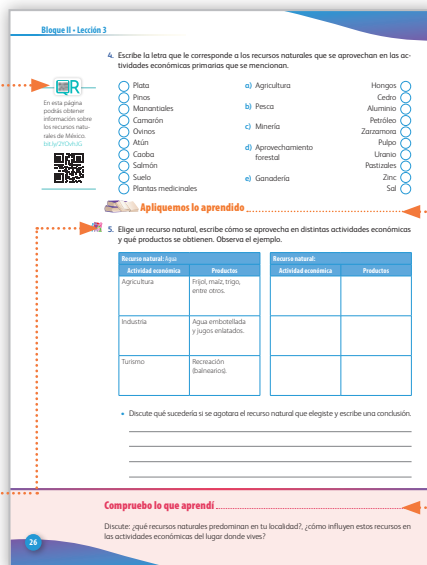 Bloque II • Lección 3
4. Escribe la letra que le corresponde a los recursos naturales que se aprovechan en las ac-
tividades económicas primarias que se mencionan.
QR
En esta página
podrás obtener
información sobre
los recursos natu-
rales de México.
Plata
Pinos
Manantiales
Camarón
Ovinos
Atún
Caoba
Salmón
Suelo
Plantas medicinales
a) Agricultura
b) Pesca
c) Minería
d) Aprovechamiento
forestal
e) Ganadería
Hongos
Cedro
Aluminio
Petróleo
Zarzamora
Pulpo
Uranio
Pastizales
Zinc
Sal
Apliquemos lo aprendido
5. Elige un recurso natural, escribe cómo se aprovecha en distintas actividades económicas
y qué productos se obtienen. Observa el ejemplo.
Recurso natural: Agua
Actividad económica Productos
Agricultura Frijol, maíz, trigo,
entre otros.
Industria Agua embotellada
y jugos enlatados.
Turismo Recreación
(balnearios).
Recurso natural:
Actividad económica Productos
• Discute qué sucedería si se agotara el recurso natural que elegiste y escribe una conclusión.
Compruebo lo que aprendí
Discute: ¿qué recursos naturales predominan en tu localidad?, ¿cómo influyen estos recursos en
las actividades económicas del lugar donde vives?
26